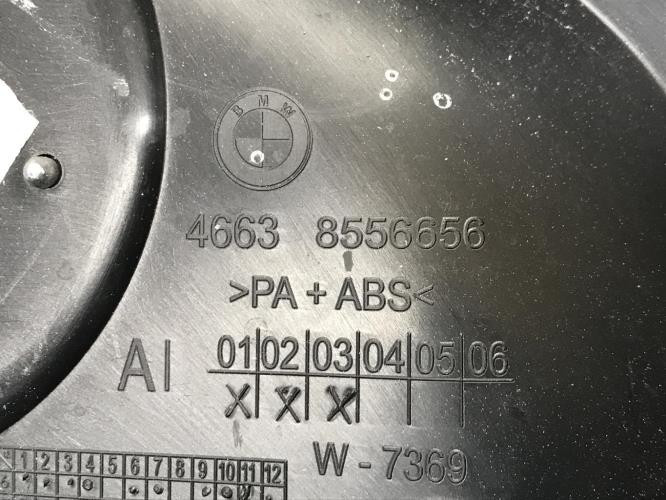 BMW
4663 8556656
>PA + ABS<
AI 01 02 03 04 05 06
X X X
W - 7369
1 2 3 4 5 6 7 8 9 10 11 12